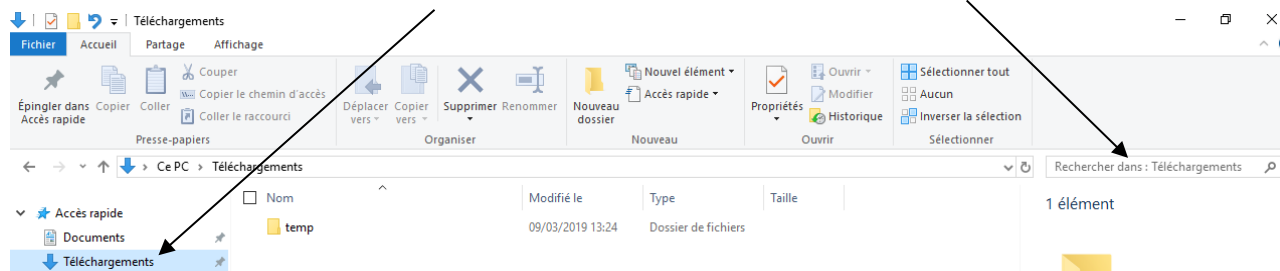 Téléchargements
Fichier Accueil Partage Affichage
Épingler dans Accès rapide
Copier
Coller
Couper
Copier le chemin d'accès
Coller le raccourci
Presse-papiers
Déplacer vers
Copier vers
Supprimer
Renommer
Organiser
Nouveau dossier
Nouvel élément
Accès rapide
Nouveau
Propriétés
Ouvrir
Modifier
Historique
Ouvrir
Sélectionner tout
Aucun
Inverser la sélection
Sélectionner
Ce PC > Téléchargements
Rechercher dans : Téléchargements
Accès rapide
Documents
Téléchargements
Nom Modifié le Type Taille
temp 09/03/2019 13:24 Dossier de fichiers
1 élément